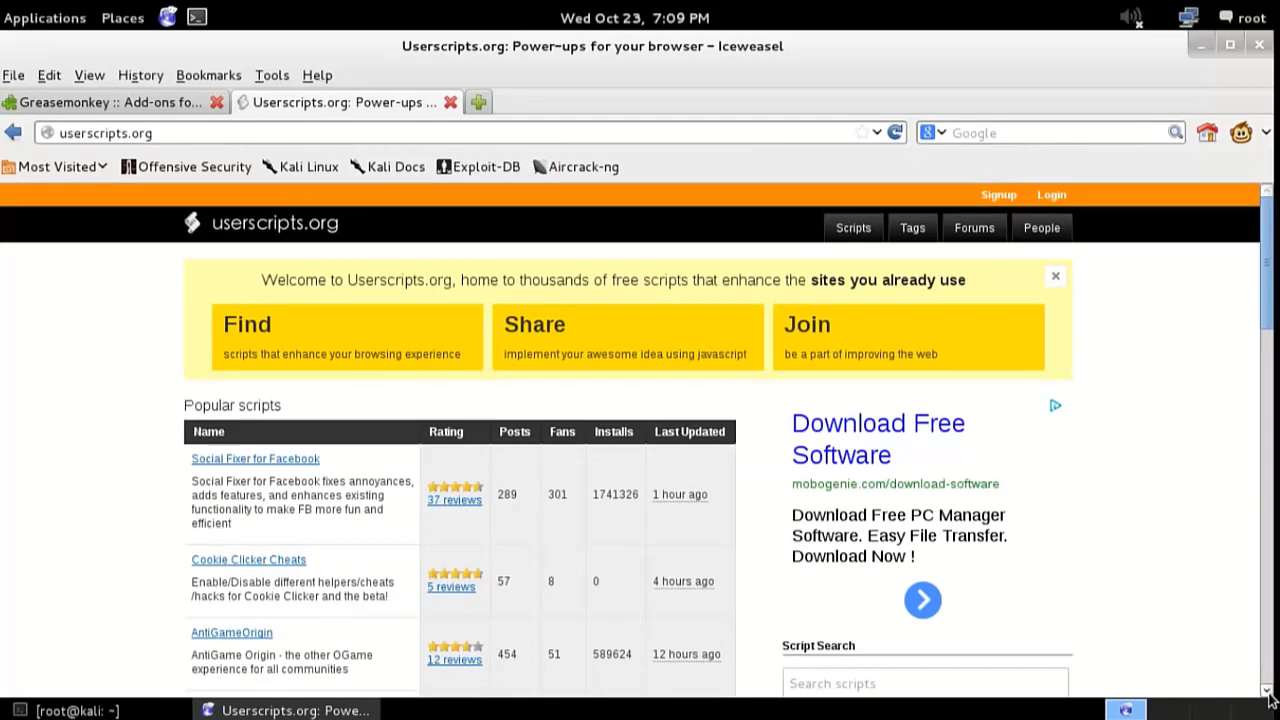 Applications Places Wed Oct 23, 7:09 PM root
Userscripts.org: Power-ups for your browser - Iceweasel
File Edit View History Bookmarks Tools Help
Greasemonkey :: Add-ons fo... Userscripts.org: Power-ups ...
userscripts.org Google
Most Visited Offensive Security Kali Linux Kali Docs Exploit-DB Aircrack-ng
Signup Login
userscripts.org Scripts Tags Forums People
Welcome to Userscripts.org, home to thousands of free scripts that enhance the sites you already use
Find Share Join
scripts that enhance your browsing experience implement your awesome idea using javascript be a part of improving the web
Popular scripts
Name Rating Posts Fans Installs Last Updated
Social Fixer for Facebook
Social Fixer for Facebook fixes annoyances,
adds features, and enhances existing
functionality to make FB more fun and
efficient
37 reviews 289 301 1741326 1 hour ago
Cookie Clicker Cheats
Enable/Disable different helpers/cheats
/hacks for Cookie Clicker and the beta!
5 reviews 57 8 0 4 hours ago
AntiGameOrigin
AntiGame Origin - the other OGame
experience for all communities
12 reviews 454 51 589624 12 hours ago
Download Free
Software
mobogenie.com/download-software
Download Free PC Manager
Software. Easy File Transfer.
Download Now !
Script Search
Search scripts
[root@kali: ~] Userscripts.org: Powe...